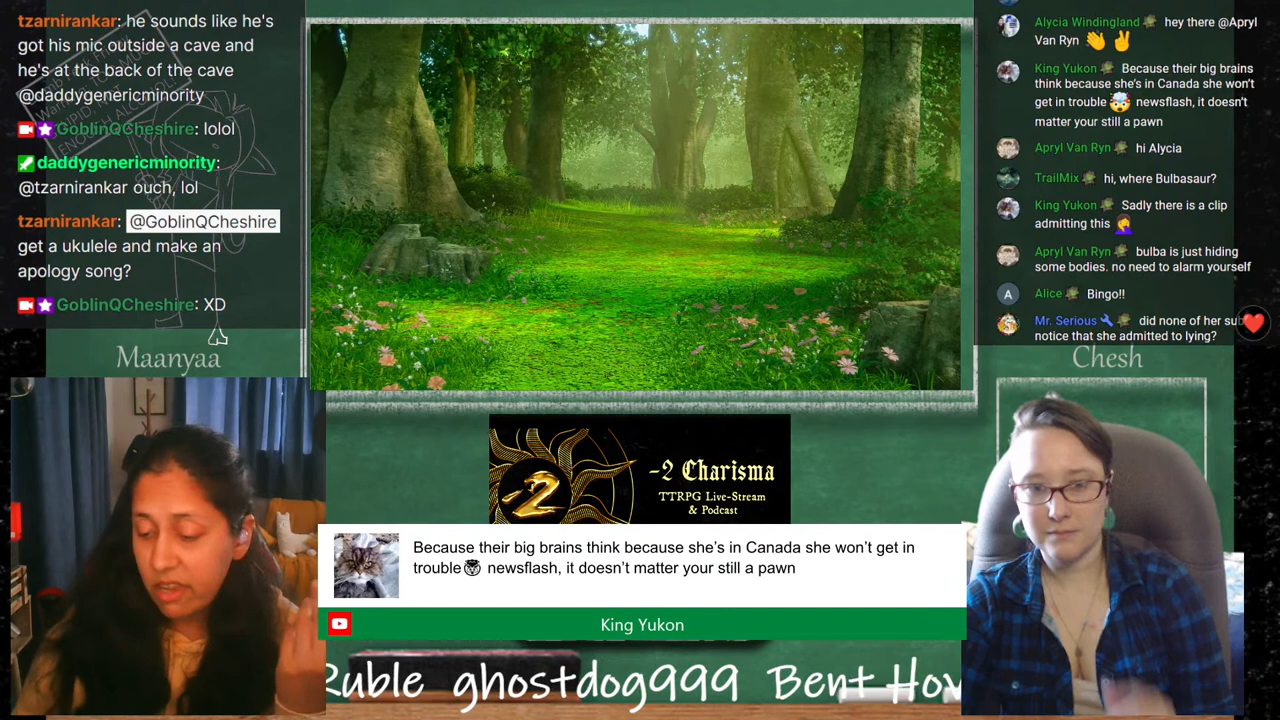 tzarnirankar: he sounds like he's
got his mic outside a cave and
he's at the back of the cave
@daddygenericminority
GoblinQCheshire: lolol
daddygenericminority:
@tzarnirankar ouch, lol
tzarnirankar: @GoblinQCheshire
get a ukulele and make an
apology song?
GoblinQCheshire: XD
Maanyaa
Alycia Windingland hey there @Apryl
Van Ryn 👋 ✌️
King Yukon Because their big brains
think because she's in Canada she won't
get in trouble 🤯 newsflash, it doesn't
matter your still a pawn
Apryl Van Ryn hi Alycia
TrailMix hi, where Bulbasaur?
King Yukon Sadly there is a clip
admitting this 🤦‍♀️
Apryl Van Ryn bulba is just hiding
some bodies. no need to alarm yourself
A Alice Bingo!!
Mr. Serious did none of her sub
notice that she admitted to lying?
Chesh
-2 Charisma
TTRPG Live-Stream
& Podcast
-2
Because their big brains think because she's in Canada she won't get in
trouble🤯 newsflash, it doesn't matter your still a pawn
King Yukon
Ruble ghostdog999 Bent Hov